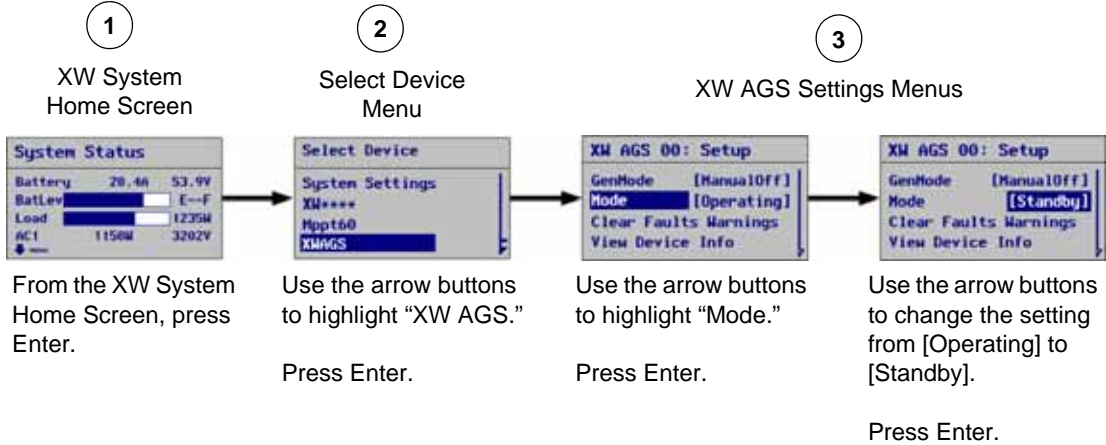 1
XW System
Home Screen
System Status
Battery 20.4A 53.9V
BatLev E--F
Load 1235W
AC1 1150W 3202V
From the XW System
Home Screen, press
Enter.
2
Select Device
Menu
Select Device
System Settings
XW****
Mppt60
XWAGS
Use the arrow buttons
to highlight “XW AGS.”
Press Enter.
3
XW AGS Settings Menus
XW AGS 00: Setup
GenMode [ManualOff]
Mode [Operating]
Clear Faults Warnings
View Device Info
Use the arrow buttons
to highlight “Mode.”
Press Enter.
XW AGS 00: Setup
GenMode [ManualOff]
Mode [Standby]
Clear Faults Warnings
View Device Info
Use the arrow buttons
to change the setting
from [Operating] to
[Standby].
Press Enter.